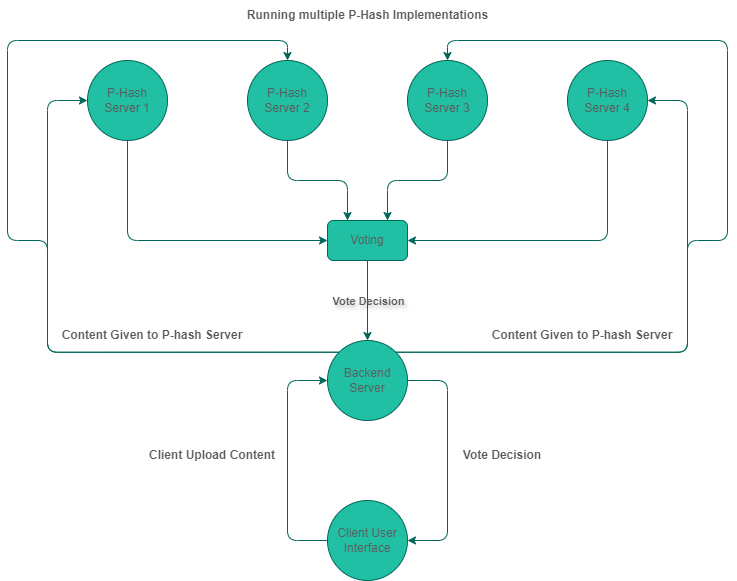 Running multiple P-Hash Implementations
P-Hash
Server 1
P-Hash
Server 2
P-Hash
Server 3
P-Hash
Server 4
Voting
Vote Decision
Content Given to P-hash Server
Content Given to P-hash Server
Backend
Server
Client Upload Content
Vote Decision
Client User
Interface